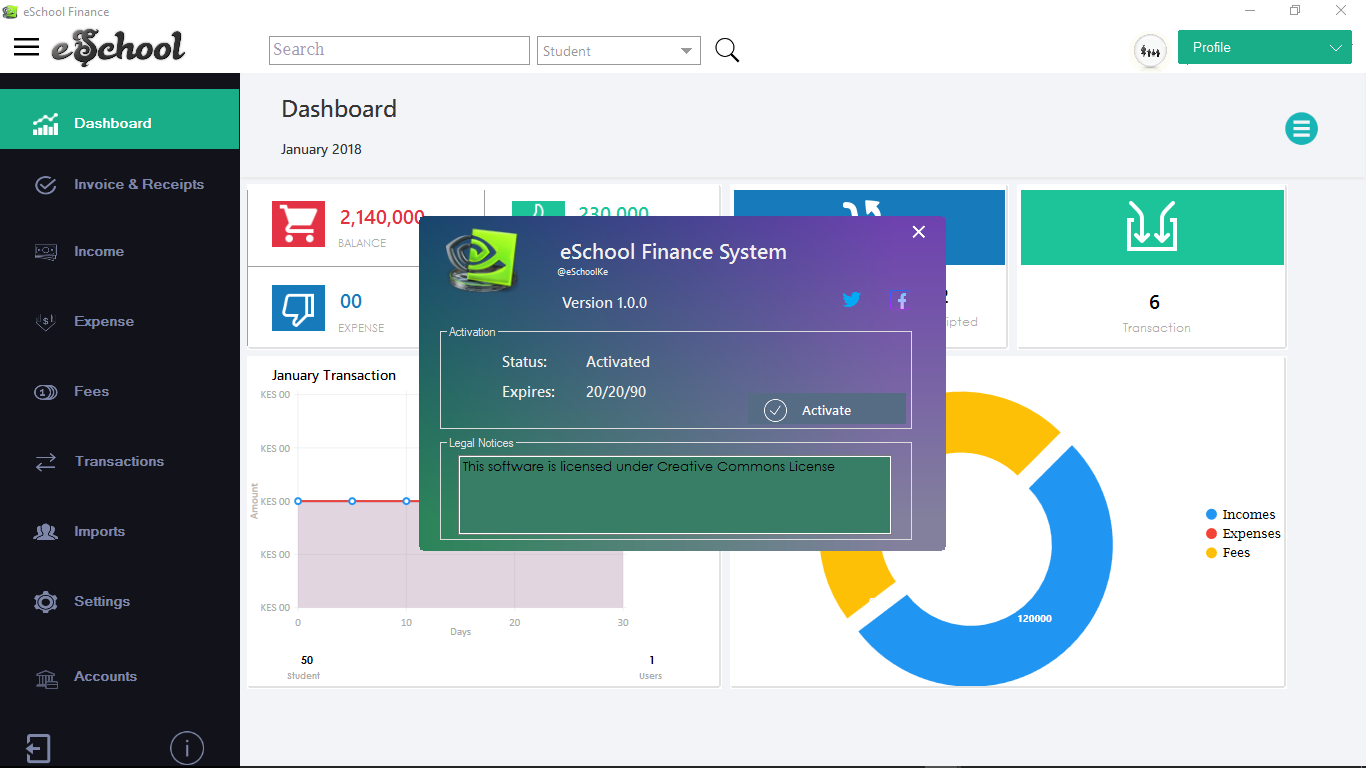 eSchool Finance
eSchool
Search
Student
Profile
Dashboard
Invoice & Receipts
Income
Expense
Fees
Transactions
Imports
Settings
Accounts
Dashboard
January 2018
2,140,000
BALANCE
230,000
00
EXPENSE
6
Transaction
eSchool Finance System
@eSchoolKe
Version 1.0.0
Activation
Status: Activated
Expires: 20/20/90
Activate
Legal Notices
This software is licensed under Creative Commons License
January Transaction
KES 00
KES 00
KES 00
KES 00
KES 00
Amount
0 10 20 30
Days
50
Student
1
Users
120000
Incomes
Expenses
Fees